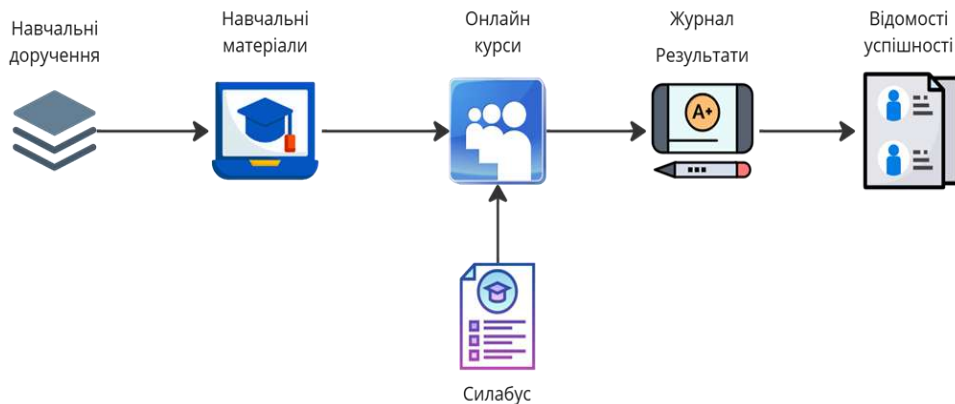 Навчальні
доручення
Навчальні
матеріали
Онлайн
курси
Журнал
Результати
Відомості
успішності
A+
Силабус